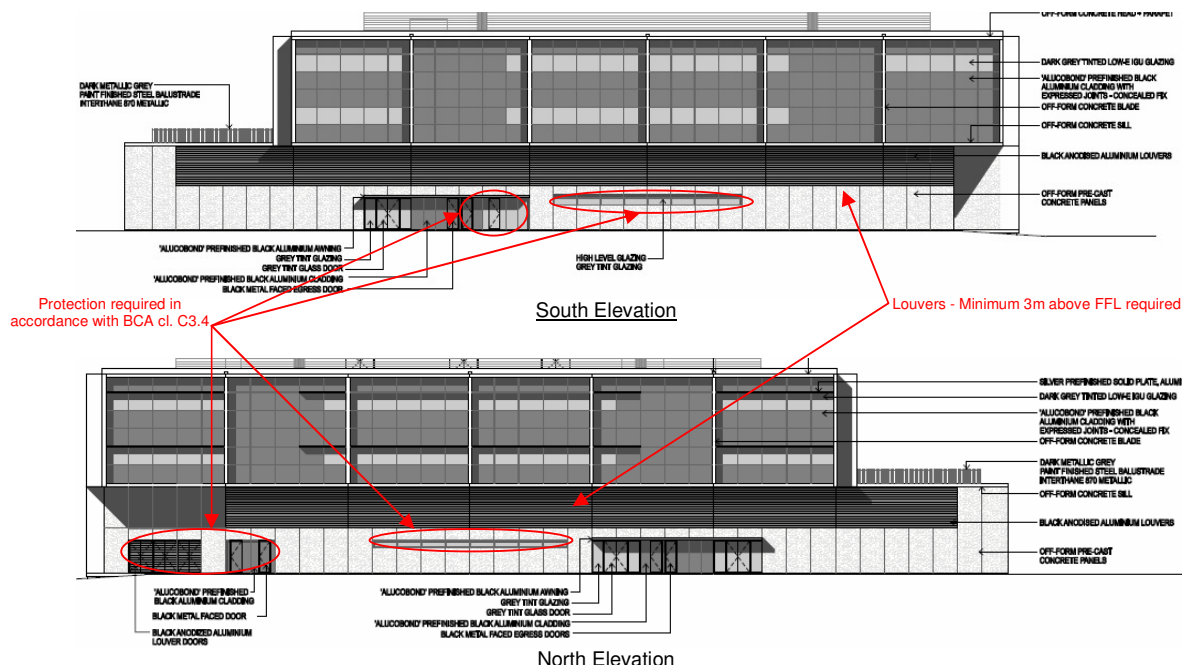 OFF-FORM CONCRETE HEAD + PARAPET
DARK GREY TINTED LOW-E IGU GLAZING
'ALUCOBOND' PREFINISHED BLACK
ALUMINIUM CLADDING WITH
EXPRESSED JOINTS - CONCEALED FIX
OFF-FORM CONCRETE BLADE
OFF-FORM CONCRETE SILL
BLACK ANODISED ALUMINIUM LOUVERS
OFF-FORM PRE-CAST
CONCRETE PANELS
DARK METALLIC GREY
PAINT FINISHED STEEL BALUSTRADE
INTERTHANE 870 METALLIC
'ALUCOBOND' PREFINISHED BLACK ALUMINIUM AWNING
GREY TINT GLAZING
GREY TINT GLASS DOOR
'ALUCOBOND' PREFINISHED BLACK ALUMINIUM CLADDING
BLACK METAL FACED EGRESS DOOR
HIGH LEVEL GLAZING
GREY TINT GLAZING
South Elevation
Protection required in
accordance with BCA cl. C3.4
Louvers - Minimum 3m above FFL required
SILVER PREFINISHED SOLID PLATE, ALUMI
DARK GREY TINTED LOW-E IGU GLAZING
'ALUCOBOND' PREFINISHED BLACK
ALUMINIUM CLADDING WITH
EXPRESSED JOINTS - CONCEALED FIX
OFF-FORM CONCRETE BLADE
DARK METALLIC GREY
PAINT FINISHED STEEL BALUSTRADE
INTERTHANE 870 METALLIC
OFF-FORM CONCRETE SILL
BLACK ANODISED ALUMINIUM LOUVERS
OFF-FORM PRE-CAST
CONCRETE PANELS
'ALUCOBOND' PREFINISHED
BLACK ALUMINIUM CLADDING
BLACK METAL FACED DOOR
BLACK ANODIZED ALUMINIUM
LOUVER DOORS
'ALUCOBOND' PREFINISHED BLACK ALUMINIUM AWNING
GREY TINT GLAZING
GREY TINT GLASS DOOR
'ALUCOBOND' PREFINISHED BLACK ALUMINIUM CLADDING
BLACK METAL FACED EGRESS DOORS
North Elevation